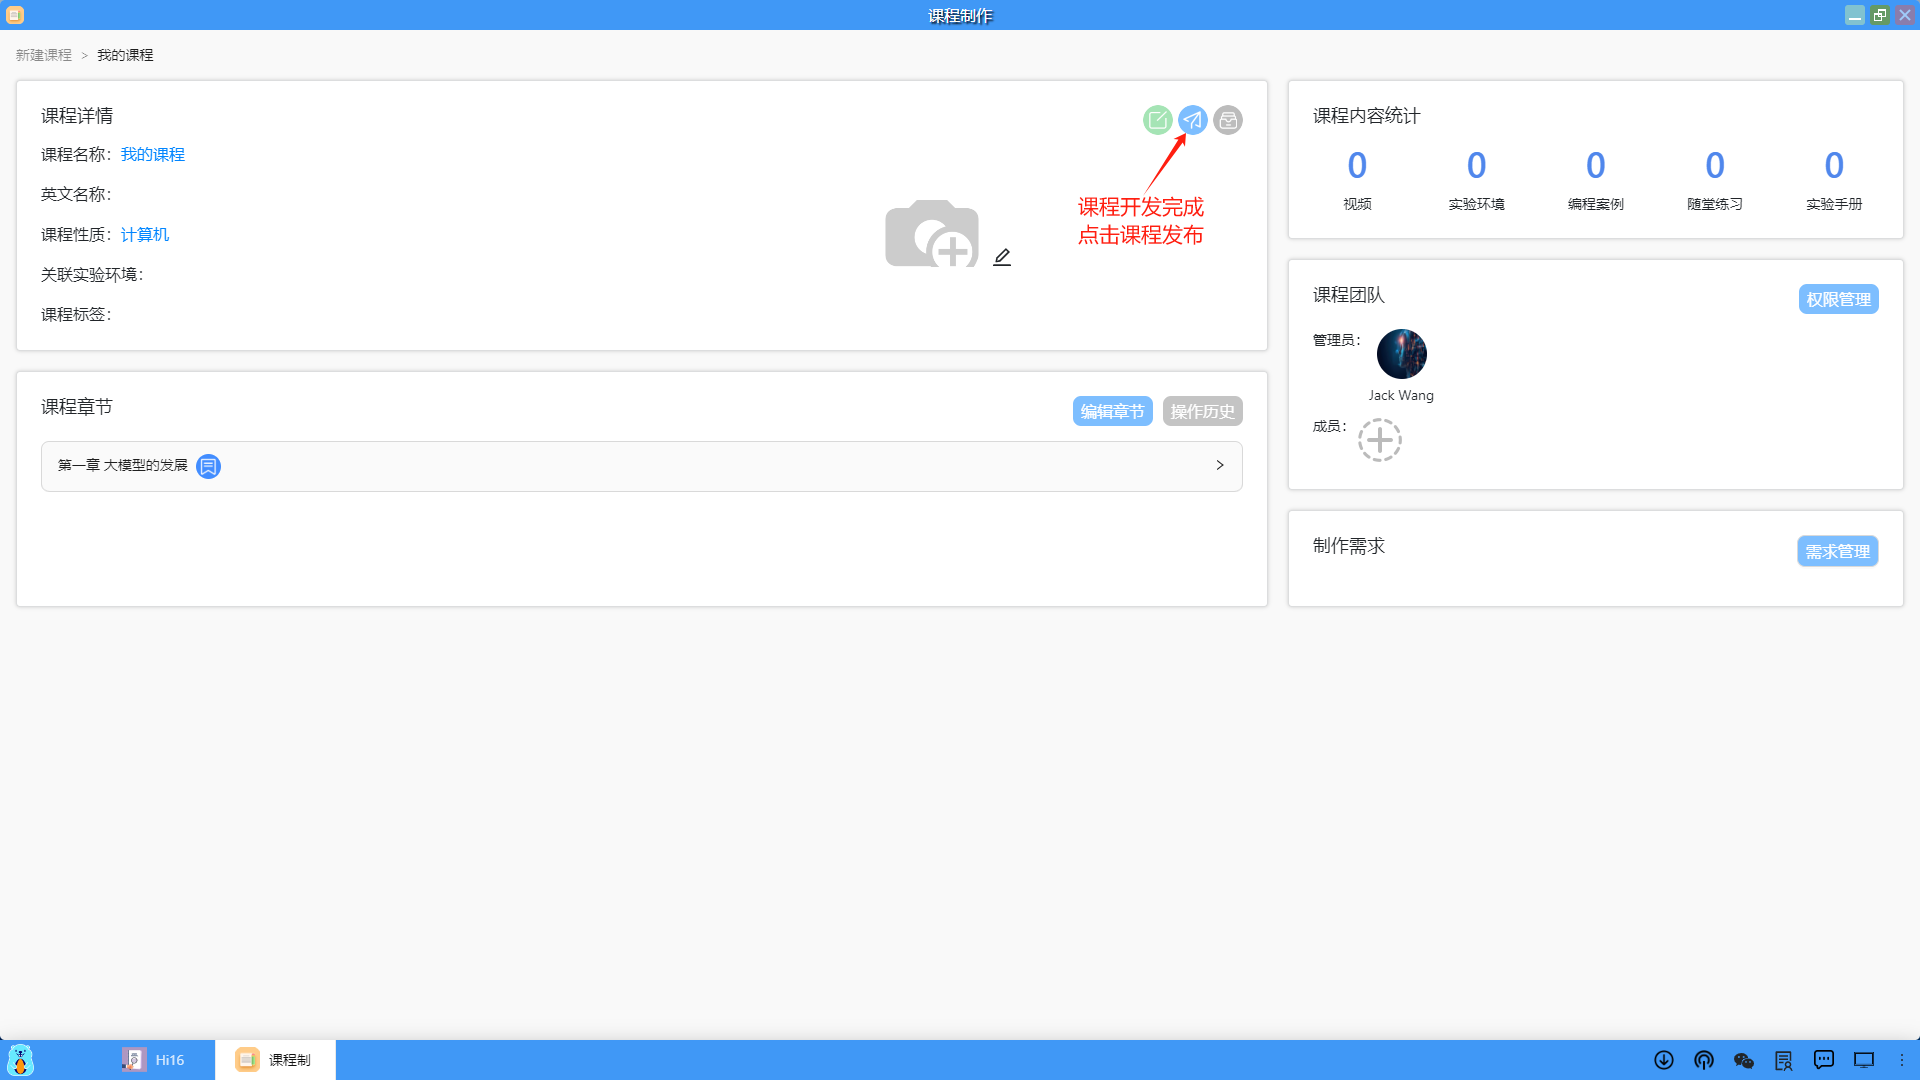 课程制作
新建课程 > 我的课程
课程详情
课程名称：我的课程
英文名称：
课程性质：计算机
关联实验环境：
课程标签：
课程开发完成
点击课程发布
课程内容统计
0 0 0 0 0
视频 实验环境 编程案例 随堂练习 实验手册
课程团队
权限管理
管理员：
Jack Wang
成员：
课程章节
编辑章节 操作历史
第一章 大模型的发展
制作需求
需求管理
Hi16
课程制